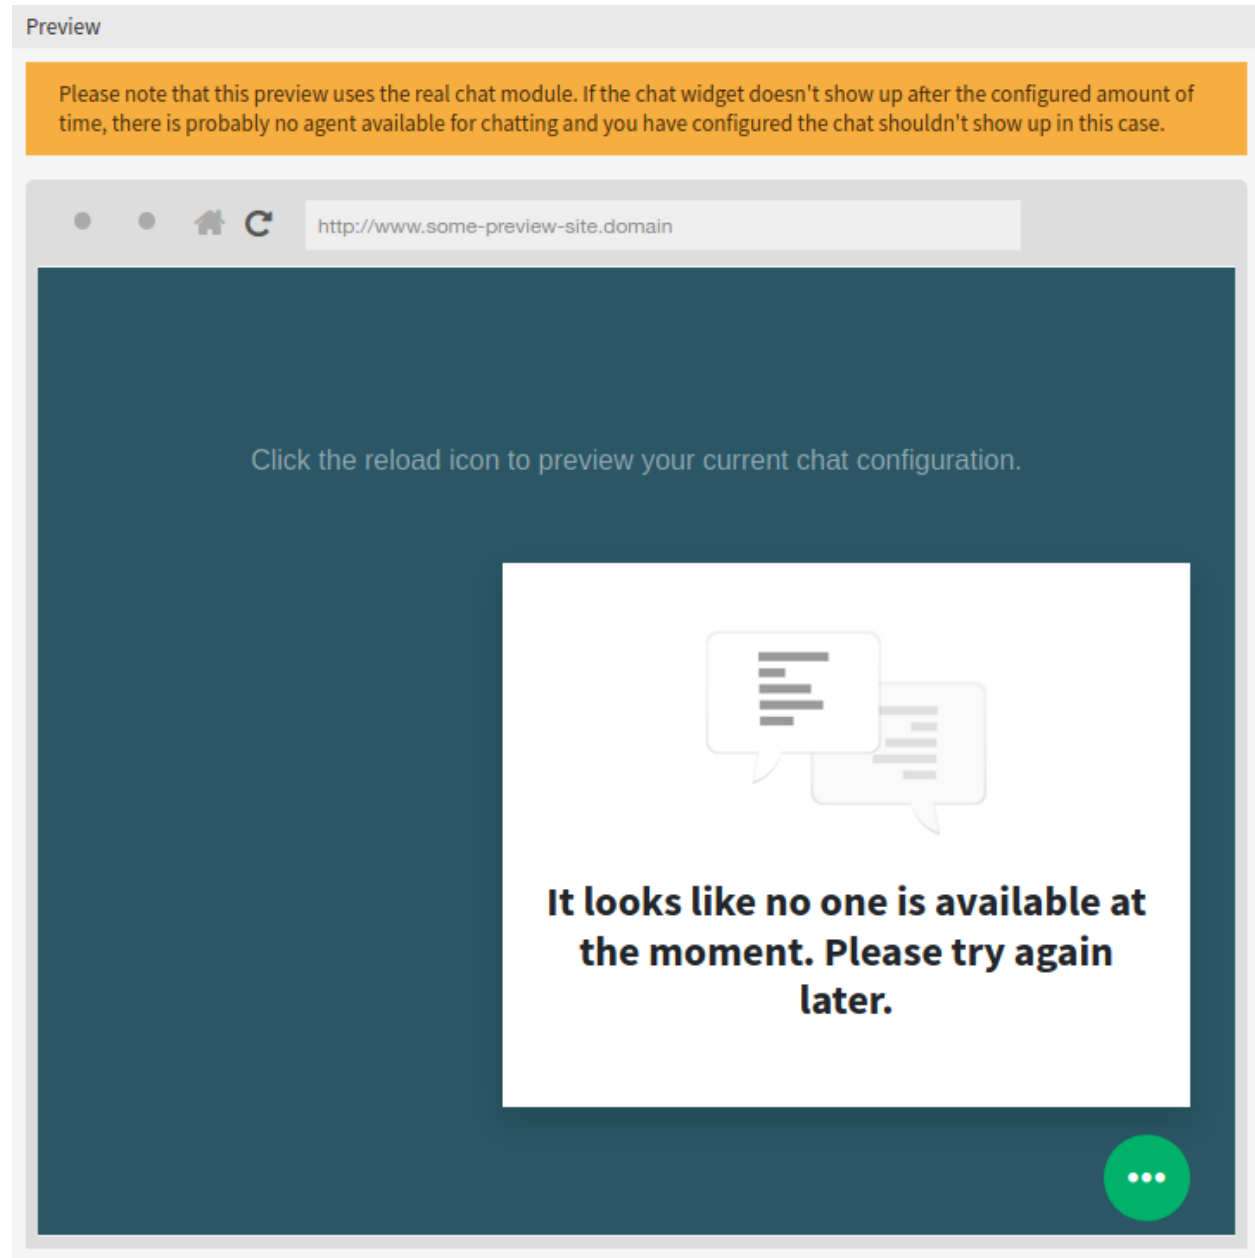 Preview
Please note that this preview uses the real chat module. If the chat widget doesn't show up after the configured amount of
time, there is probably no agent available for chatting and you have configured the chat shouldn't show up in this case.
http://www.some-preview-site.domain
Click the reload icon to preview your current chat configuration.
It looks like no one is available at
the moment. Please try again
later.